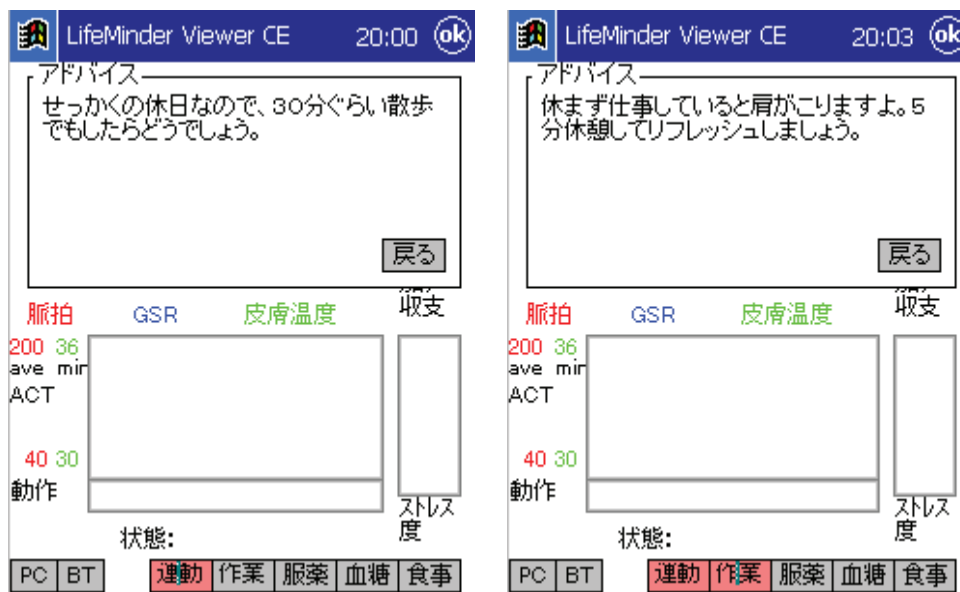 LifeMinder Viewer CE 20:00 ok
アドバイス
せっかくの休日なので、30分ぐらい散歩
でもしたらどうでしょう。
戻る
脈拍 GSR 皮膚温度 収支
200 36
ave min
ACT
40 30
動作
ストレス
度
状態:
PC BT 運動 作業 服薬 血糖 食事
LifeMinder Viewer CE 20:03 ok
アドバイス
休まず仕事していると肩がこりますよ。5
分休憩してリフレッシュしましょう。
戻る
脈拍 GSR 皮膚温度 収支
200 36
ave min
ACT
40 30
動作
ストレス
度
状態:
PC BT 運動 作業 服薬 血糖 食事